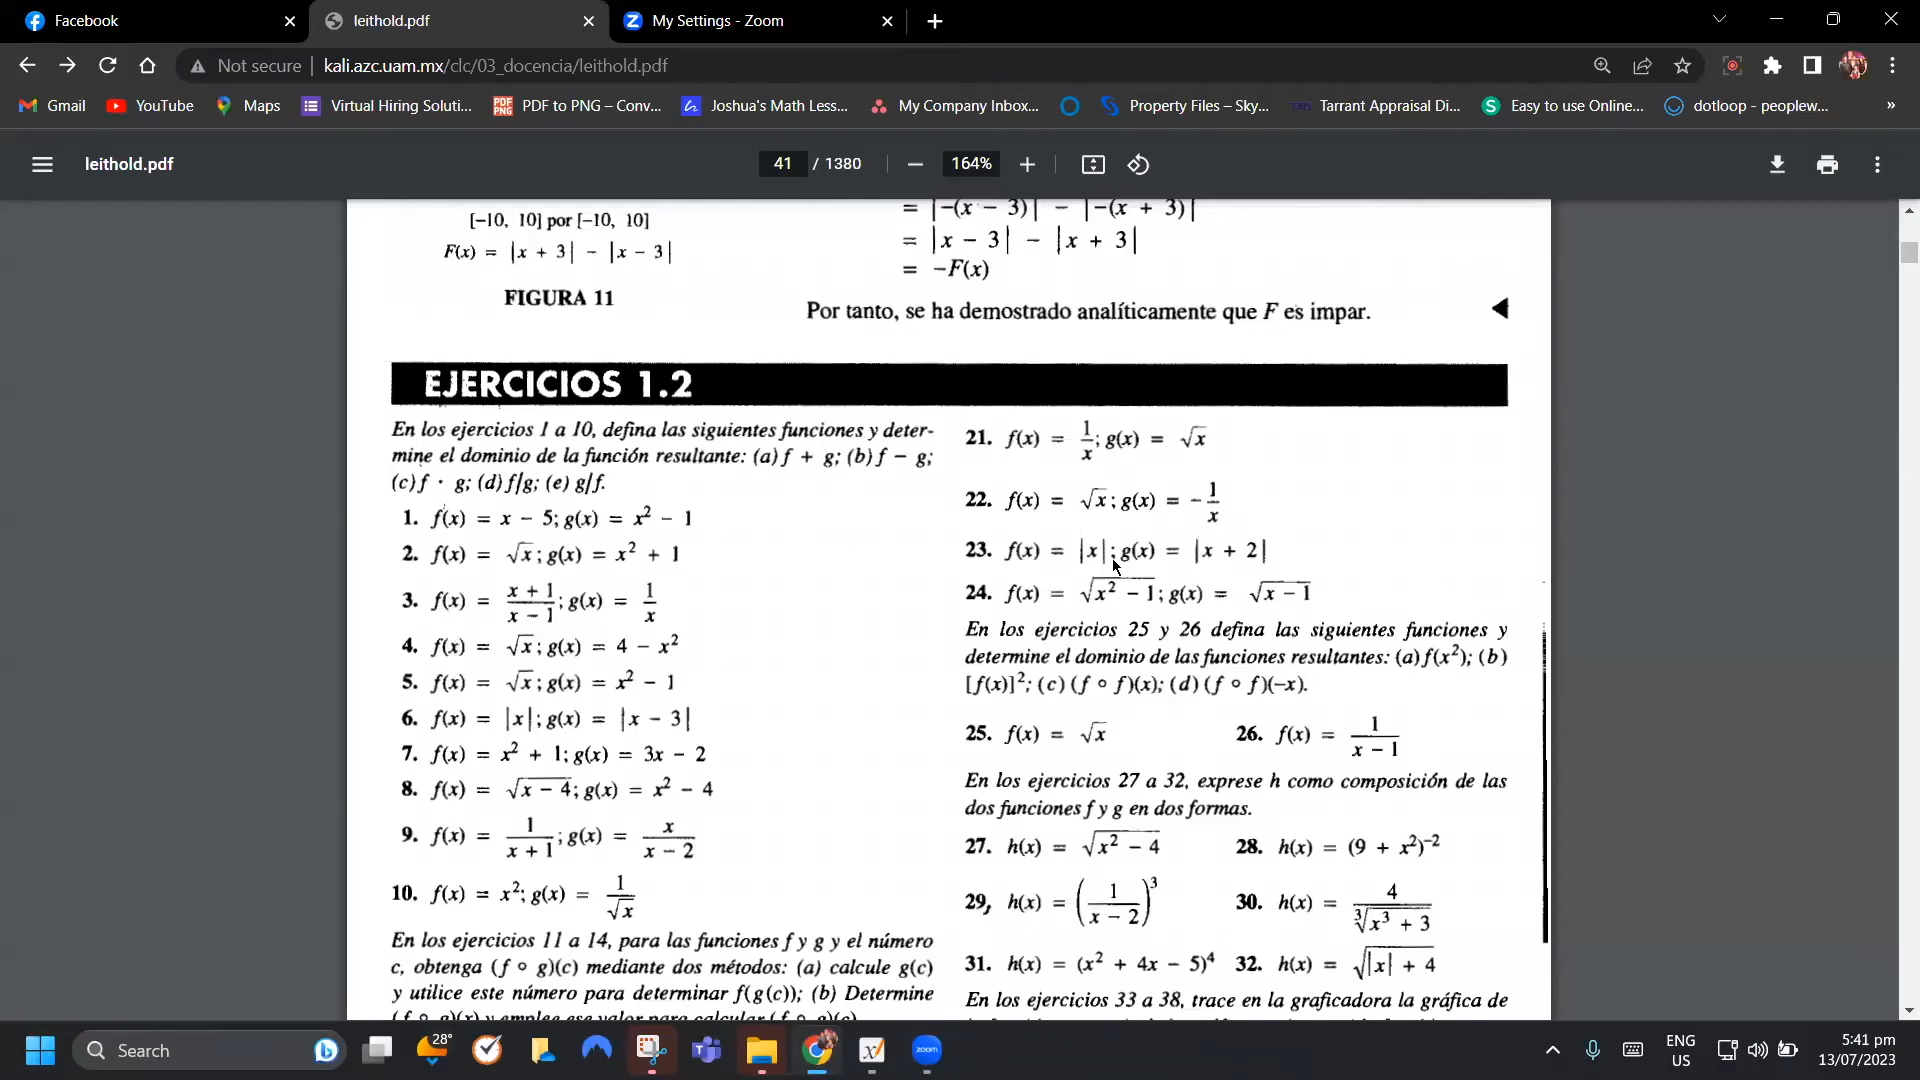 Facebook
leithold.pdf
My Settings - Zoom
Not secure | kali.azc.uam.mx/clc/03_docencia/leithold.pdf
Gmail
YouTube
Maps
Virtual Hiring Soluti...
PDF to PNG – Conv...
Joshua's Math Less...
My Company Inbox...
Property Files – Sky...
Tarrant Appraisal Di...
Easy to use Online...
dotloop - peoplew...
»
leithold.pdf
41 / 1380
164%
[−10, 10] por [−10, 10]
F(x) = |x + 3| − |x − 3|
FIGURA 11
= |−(x − 3)| − |−(x + 3)|
= |x − 3| − |x + 3|
= −F(x)
Por tanto, se ha demostrado analíticamente que F es impar.
EJERCICIOS 1.2
En los ejercicios 1 a 10, defina las siguientes funciones y deter-
mine el dominio de la función resultante: (a) f + g; (b) f − g;
(c) f · g; (d) f/g; (e) g/f.
1. f(x) = x − 5; g(x) = x² − 1
2. f(x) = √x; g(x) = x² + 1
3. f(x) = (x + 1)/(x − 1); g(x) = 1/x
4. f(x) = √x; g(x) = 4 − x²
5. f(x) = √x; g(x) = x² − 1
6. f(x) = |x|; g(x) = |x − 3|
7. f(x) = x² + 1; g(x) = 3x − 2
8. f(x) = √(x − 4); g(x) = x² − 4
9. f(x) = 1/(x + 1); g(x) = x/(x − 2)
10. f(x) = x²; g(x) = 1/√x
En los ejercicios 11 a 14, para las funciones f y g y el número
c, obtenga (f ∘ g)(c) mediante dos métodos: (a) calcule g(c)
y utilice este número para determinar f(g(c)); (b) Determine
(f ∘ g)(x) y emplee ese valor para calcular (f ∘ g)(c).
21. f(x) = 1/x; g(x) = √x
22. f(x) = √x; g(x) = −1/x
23. f(x) = |x|; g(x) = |x + 2|
24. f(x) = √(x² − 1); g(x) = √(x − 1)
En los ejercicios 25 y 26 defina las siguientes funciones y
determine el dominio de las funciones resultantes: (a) f(x²); (b)
[f(x)]²; (c) (f ∘ f)(x); (d) (f ∘ f)(−x).
25. f(x) = √x 26. f(x) = 1/(x − 1)
En los ejercicios 27 a 32, exprese h como composición de las
dos funciones f y g en dos formas.
27. h(x) = √(x² − 4) 28. h(x) = (9 + x²)⁻²
29, h(x) = (1/(x − 2))³ 30. h(x) = 4/∛(x³ + 3)
31. h(x) = (x² + 4x − 5)⁴ 32. h(x) = √(|x| + 4)
En los ejercicios 33 a 38, trace en la graficadora la gráfica de
Search
28°
zoom
ENG
US
5:41 pm
13/07/2023